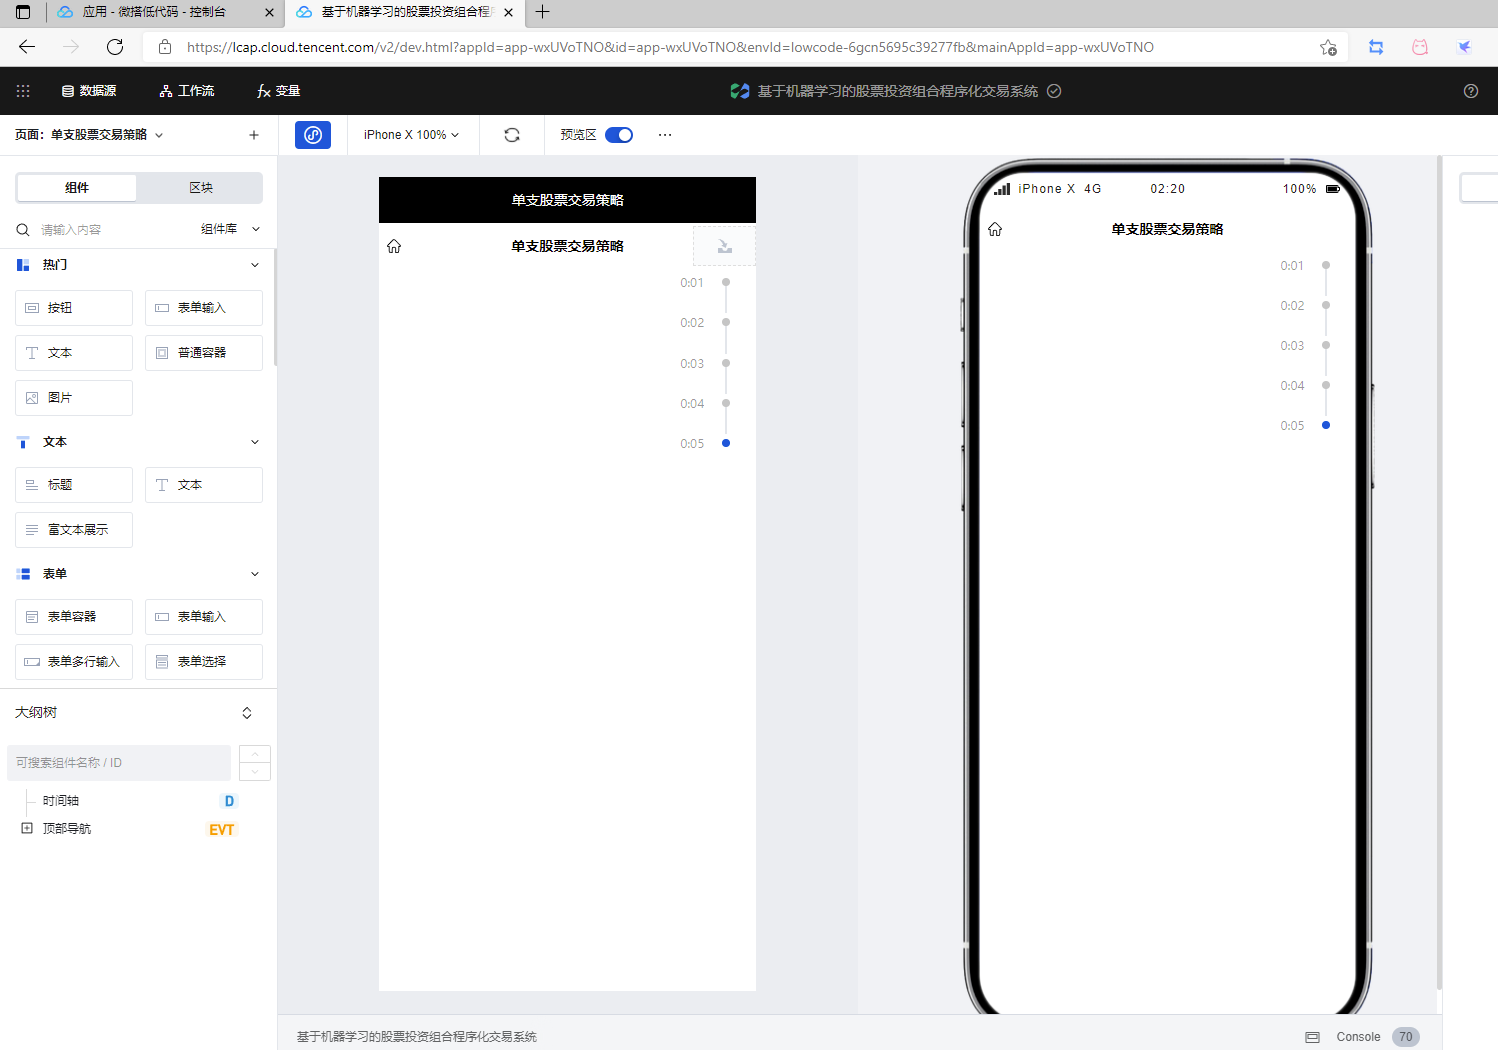 应用 - 微搭低代码 - 控制台
基于机器学习的股票投资组合程序
https://lcap.cloud.tencent.com/v2/dev.html?appId=app-wxUVoTNO&id=app-wxUVoTNO&envId=lowcode-6gcn5695c39277fb&mainAppId=app-wxUVoTNO
数据源 工作流 fx 变量 基于机器学习的股票投资组合程序化交易系统
页面：单支股票交易策略 iPhone X 100% 预览区
组件 区块
请输入内容 组件库
热门
按钮 表单输入
文本 普通容器
图片
文本
标题 文本
富文本展示
表单
表单容器 表单输入
表单多行输入 表单选择
大纲树
可搜索组件名称 / ID
时间轴 D
顶部导航 EVT
单支股票交易策略
单支股票交易策略
0:01
0:02
0:03
0:04
0:05
iPhone X 4G 02:20 100%
单支股票交易策略
0:01
0:02
0:03
0:04
0:05
基于机器学习的股票投资组合程序化交易系统 Console 70